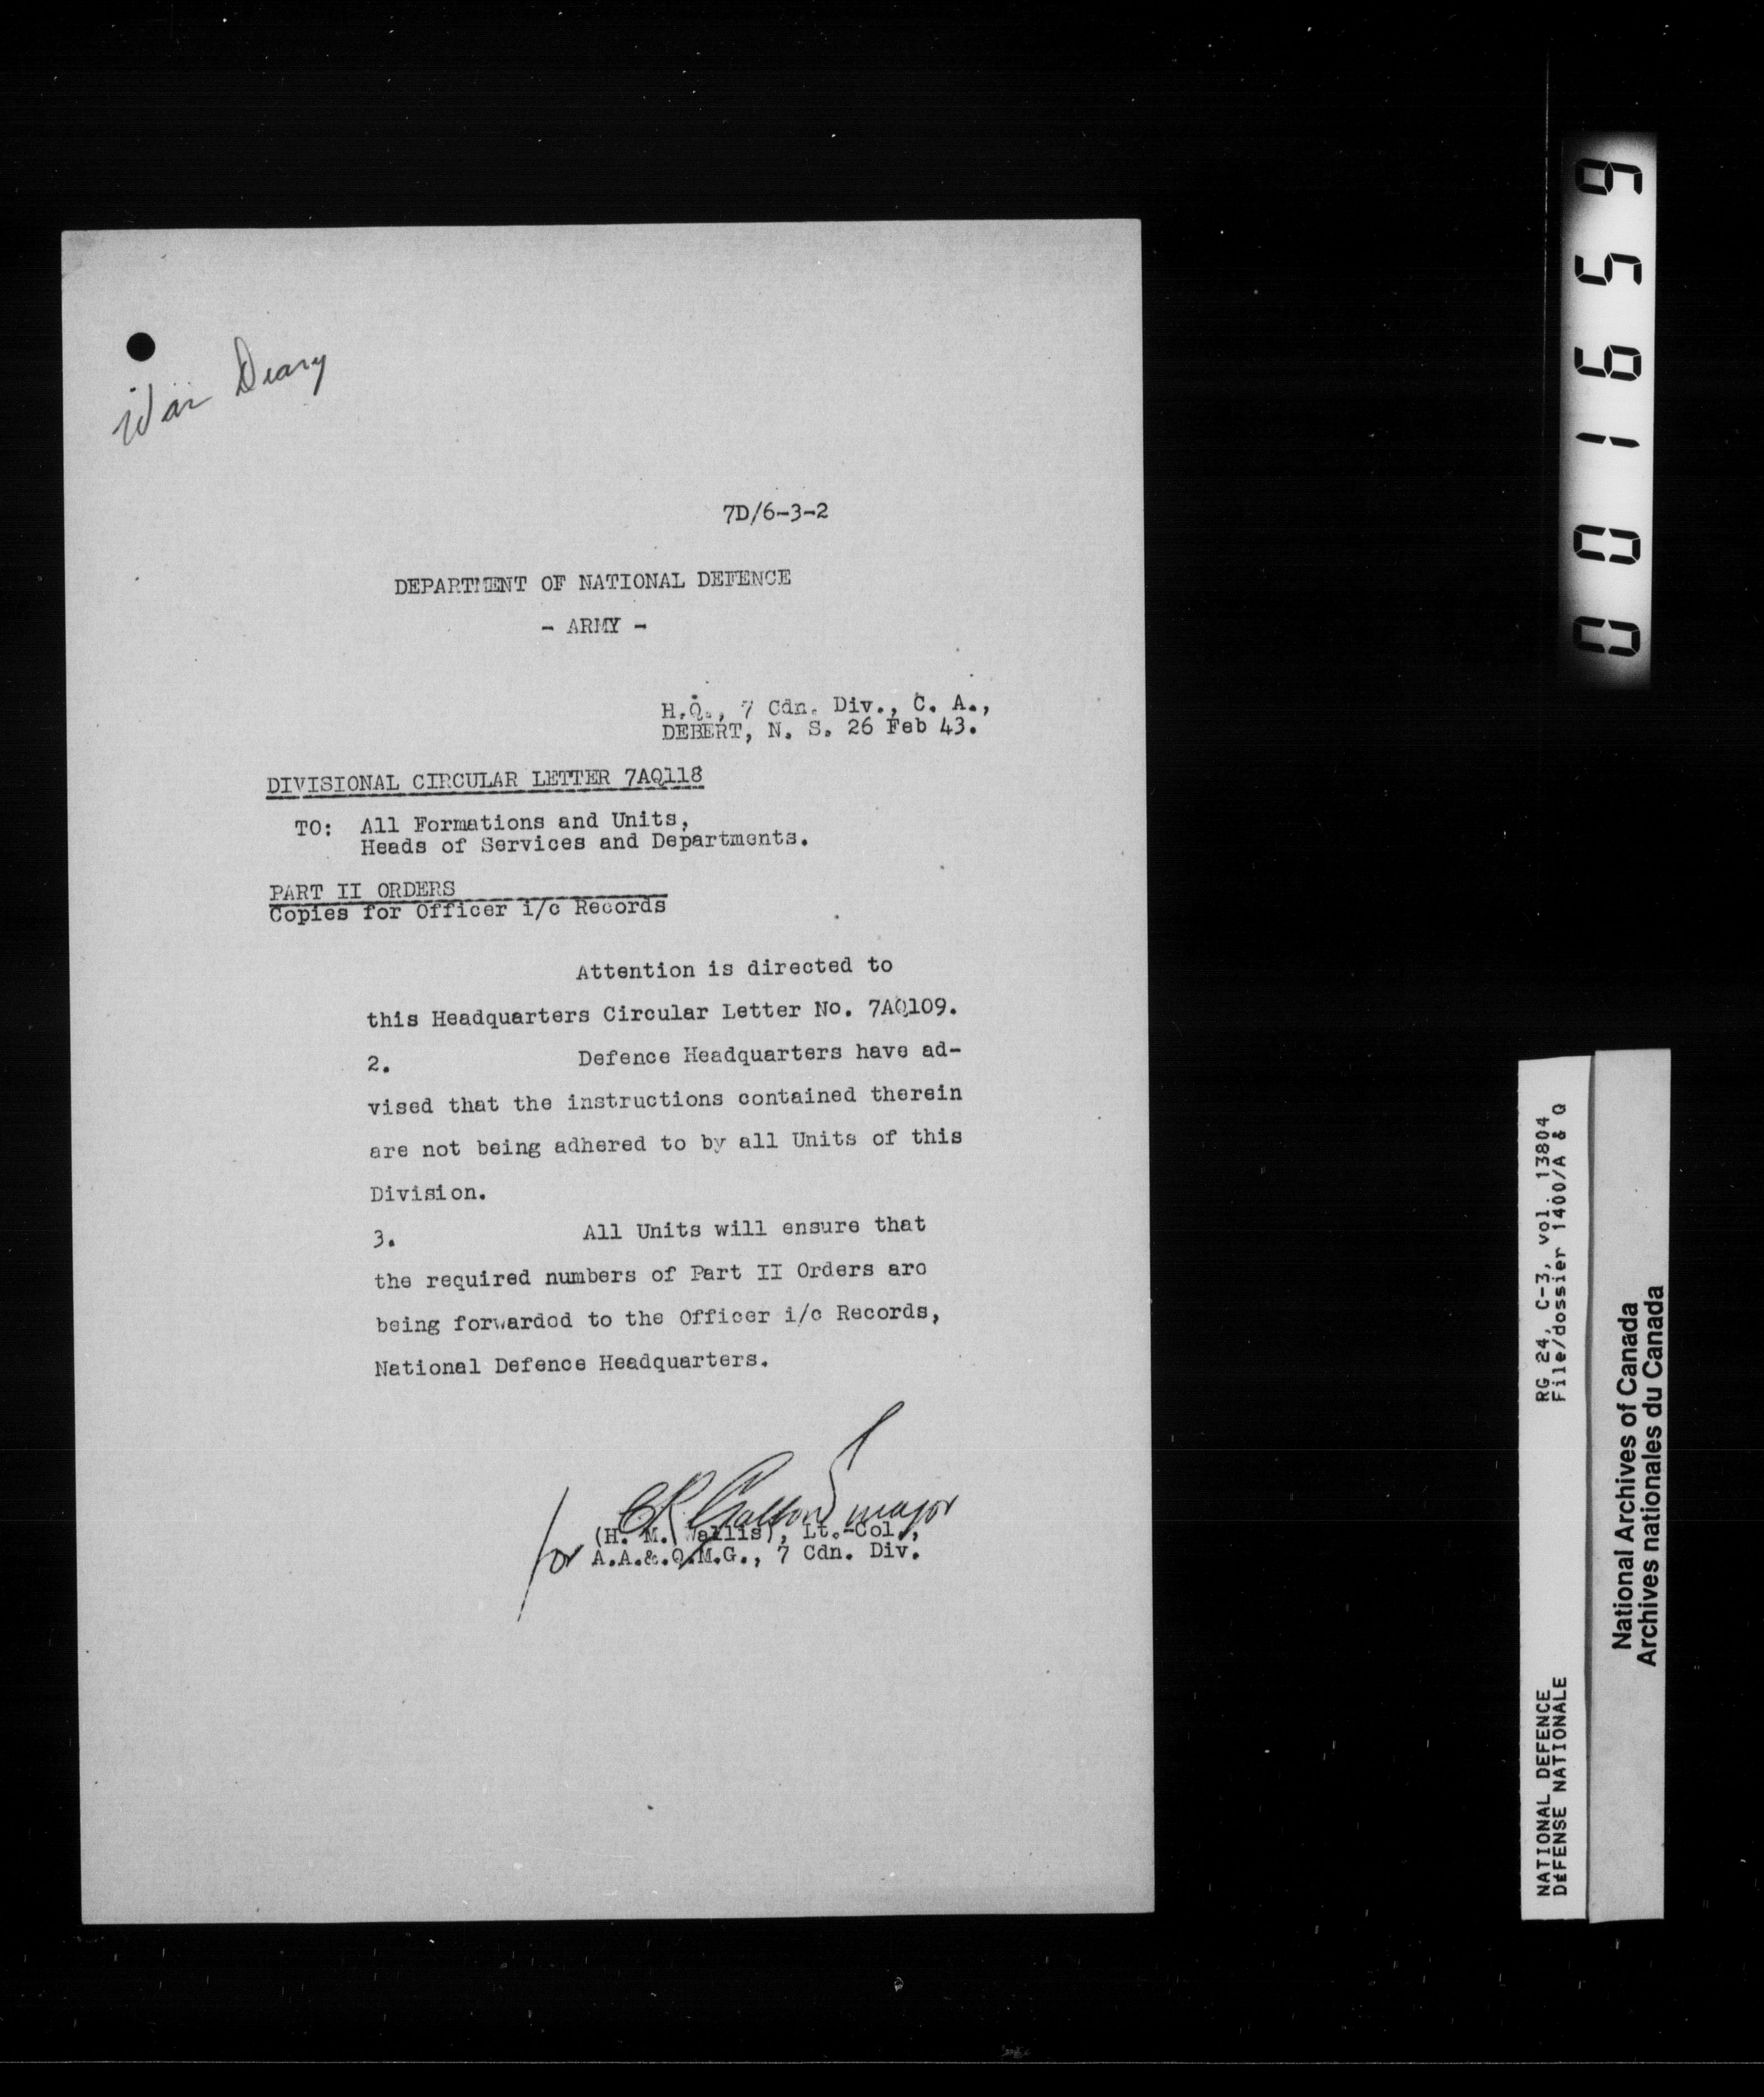 War Diary
7D/6-3-2
DEPARTMENT OF NATIONAL DEFENCE
- ARMY -
H.Q., 7 Cdn. Div., C. A.,
DEBERT, N. S. 26 Feb 43.
DIVISIONAL CIRCULAR LETTER 7AQ118
TO: All Formations and Units,
Heads of Services and Departments.
PART II ORDERS
Copies for Officer i/c Records
Attention is directed to
this Headquarters Circular Letter No. 7AQ109.
2. Defence Headquarters have ad-
vised that the instructions contained therein
are not being adhered to by all Units of this
Division.
3. All Units will ensure that
the required numbers of Part II Orders are
being forwarded to the Officer i/c Records,
National Defence Headquarters.
major
(H. M. Wallis), Lt.-Col.,
for A.A.&.Q.M.G., 7 Cdn. Div.
001659
RG 24, C-3, vol. 13804
File/dossier 1400/A & Q
NATIONAL DEFENCE
DEFENSE NATIONALE
National Archives of Canada
Archives nationales du Canada